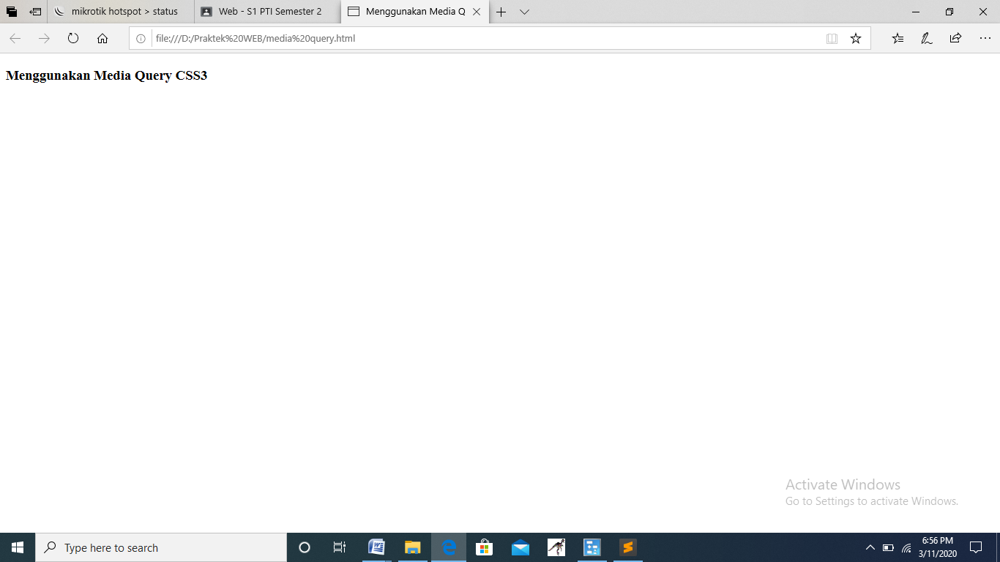 mikrotik hotspot > status
Web - S1 PTI Semester 2
Menggunakan Media Q
file:///D:/Praktek%20WEB/media%20query.html
Menggunakan Media Query CSS3
Activate Windows
Go to Settings to activate Windows.
Type here to search
6:56 PM
3/11/2020